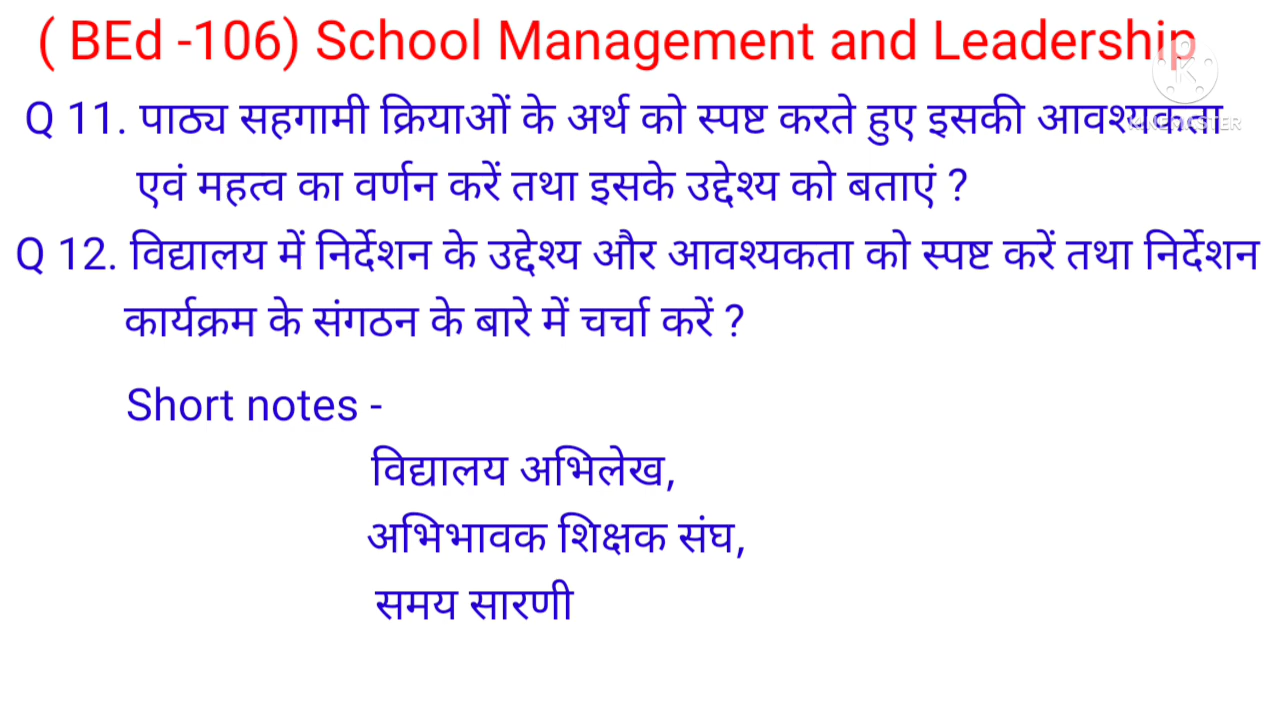 ( BEd -106) School Management and Leadership
Q 11. पाठ्य सहगामी क्रियाओं के अर्थ को स्पष्ट करते हुए इसकी आवश्यकता
KINEMASTER
एवं महत्व का वर्णन करें तथा इसके उद्देश्य को बताएं ?
Q 12. विद्यालय में निर्देशन के उद्देश्य और आवश्यकता को स्पष्ट करें तथा निर्देशन
कार्यक्रम के संगठन के बारे में चर्चा करें ?
Short notes -
विद्यालय अभिलेख,
अभिभावक शिक्षक संघ,
समय सारणी